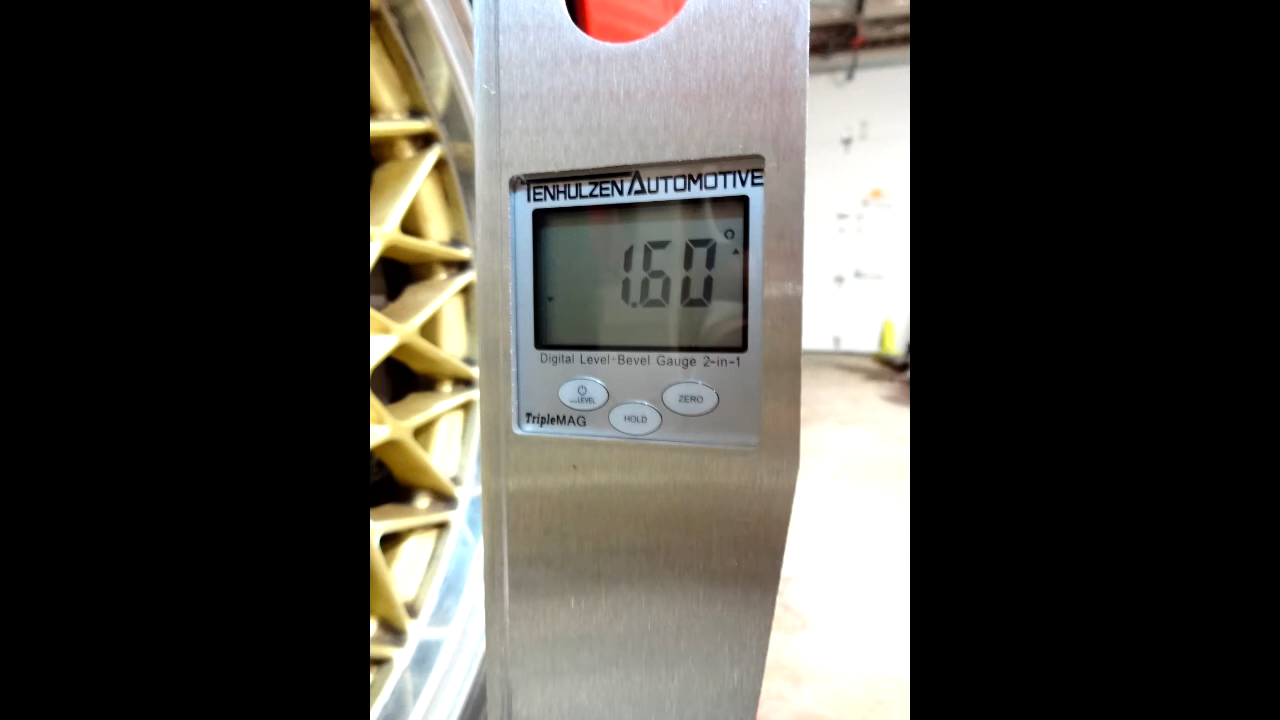 TENHULZEN AUTOMOTIVE
1.60°
Digital Level+Bevel Gauge 2-in-1
LEVEL
ZERO
HOLD
TripleMAG